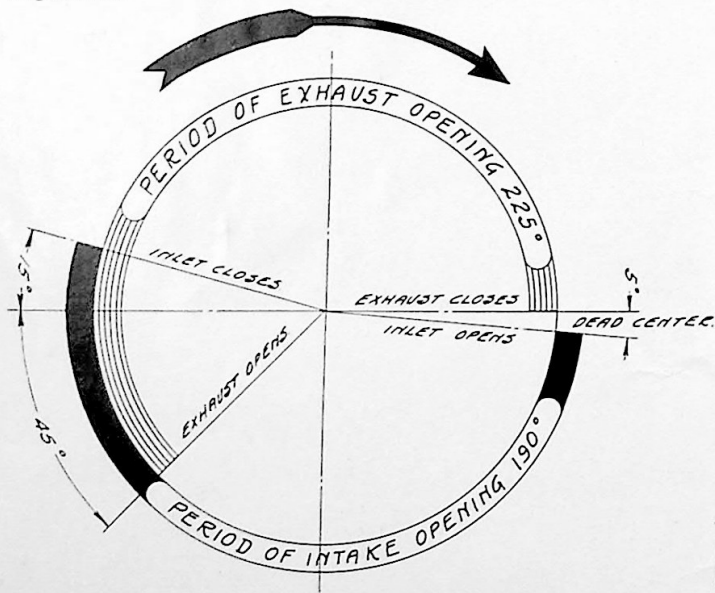 PERIOD OF EXHAUST OPENING 225°
INLET CLOSES
15°
5°
EXHAUST CLOSES
DEAD CENTER.
INLET OPENS
EXHAUST OPENS
45°
PERIOD OF INTAKE OPENING 190°